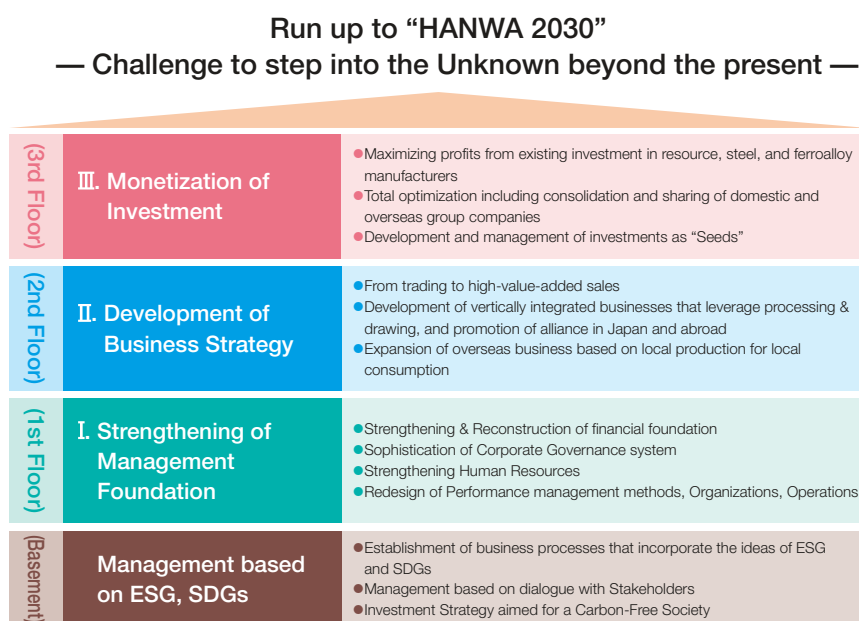 Run up to “HANWA 2030”
— Challenge to step into the Unknown beyond the present —
(3rd Floor)
Ⅲ. Monetization of
Investment
●Maximizing profits from existing investment in resource, steel, and ferroalloy
manufacturers
●Total optimization including consolidation and sharing of domestic and
overseas group companies
●Development and management of investments as “Seeds”
(2nd Floor)
Ⅱ. Development of
Business Strategy
●From trading to high-value-added sales
●Development of vertically integrated businesses that leverage processing &
drawing, and promotion of alliance in Japan and abroad
●Expansion of overseas business based on local production for local
consumption
(1st Floor)
Ⅰ. Strengthening of
Management
Foundation
●Strengthening & Reconstruction of financial foundation
●Sophistication of Corporate Governance system
●Strengthening Human Resources
●Redesign of Performance management methods, Organizations, Operations
(Basement)
Management based
on ESG, SDGs
●Establishment of business processes that incorporate the ideas of ESG
and SDGs
●Management based on dialogue with Stakeholders
●Investment Strategy aimed for a Carbon-Free Society